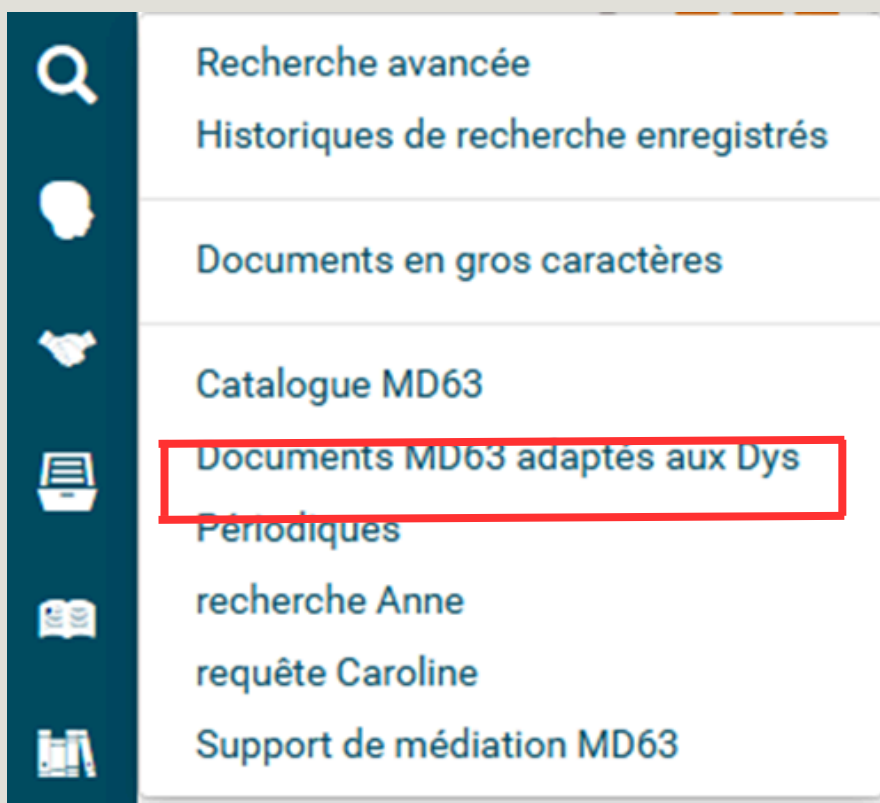 Recherche avancée
Historiques de recherche enregistrés
Documents en gros caractères
Catalogue MD63
Documents MD63 adaptés aux Dys
Périodiques
recherche Anne
requête Caroline
Support de médiation MD63